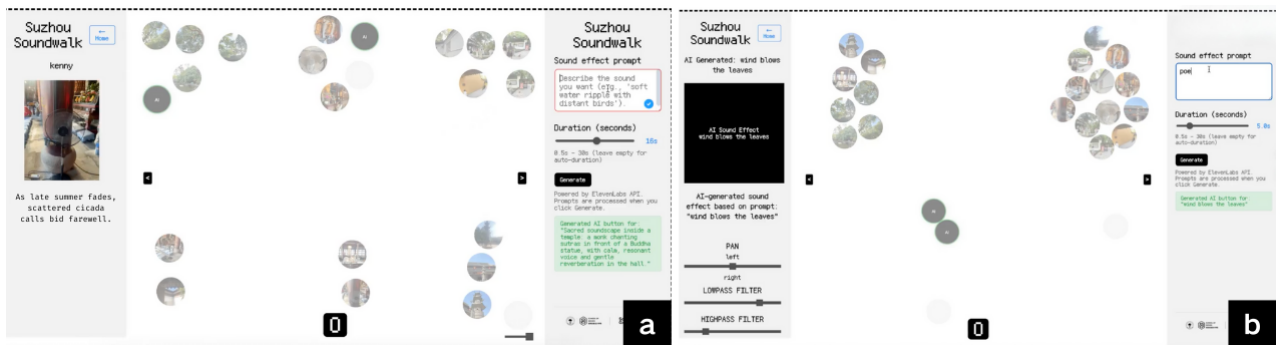 Suzhou
Soundwalk
←
Home
kenny
As late summer fades,
scattered cicada
calls bid farewell.
AI
AI
<
>
0
Suzhou
Soundwalk
Sound effect prompt
Describe the sound
you want (e.g., 'soft
water ripple with
distant birds').
Duration (seconds)
16s
0.5s - 30s (leave empty for
auto-duration)
Generate
Powered by ElevenLabs API.
Prompts are processed when you
click Generate.
Generated AI button for:
"Sacred soundscape inside a
temple: a monk chanting
sutras in front of a Buddha
statue, with calm, resonant
voice and gentle
reverberation in the hall."
a
Suzhou
Soundwalk
←
Home
AI Generated: wind blows
the leaves
AI Sound Effect
wind blows the leaves
AI-generated sound
effect based on prompt:
"wind blows the leaves"
PAN
left
right
LOWPASS FILTER
HIGHPASS FILTER
AI
AI
<
>
0
Sound effect prompt
poe
Duration (seconds)
5.0s
0.5s - 30s (leave empty for
auto-duration)
Generate
Powered by ElevenLabs API.
Prompts are processed when you
click Generate.
Generated AI button for:
"wind blows the leaves"
b